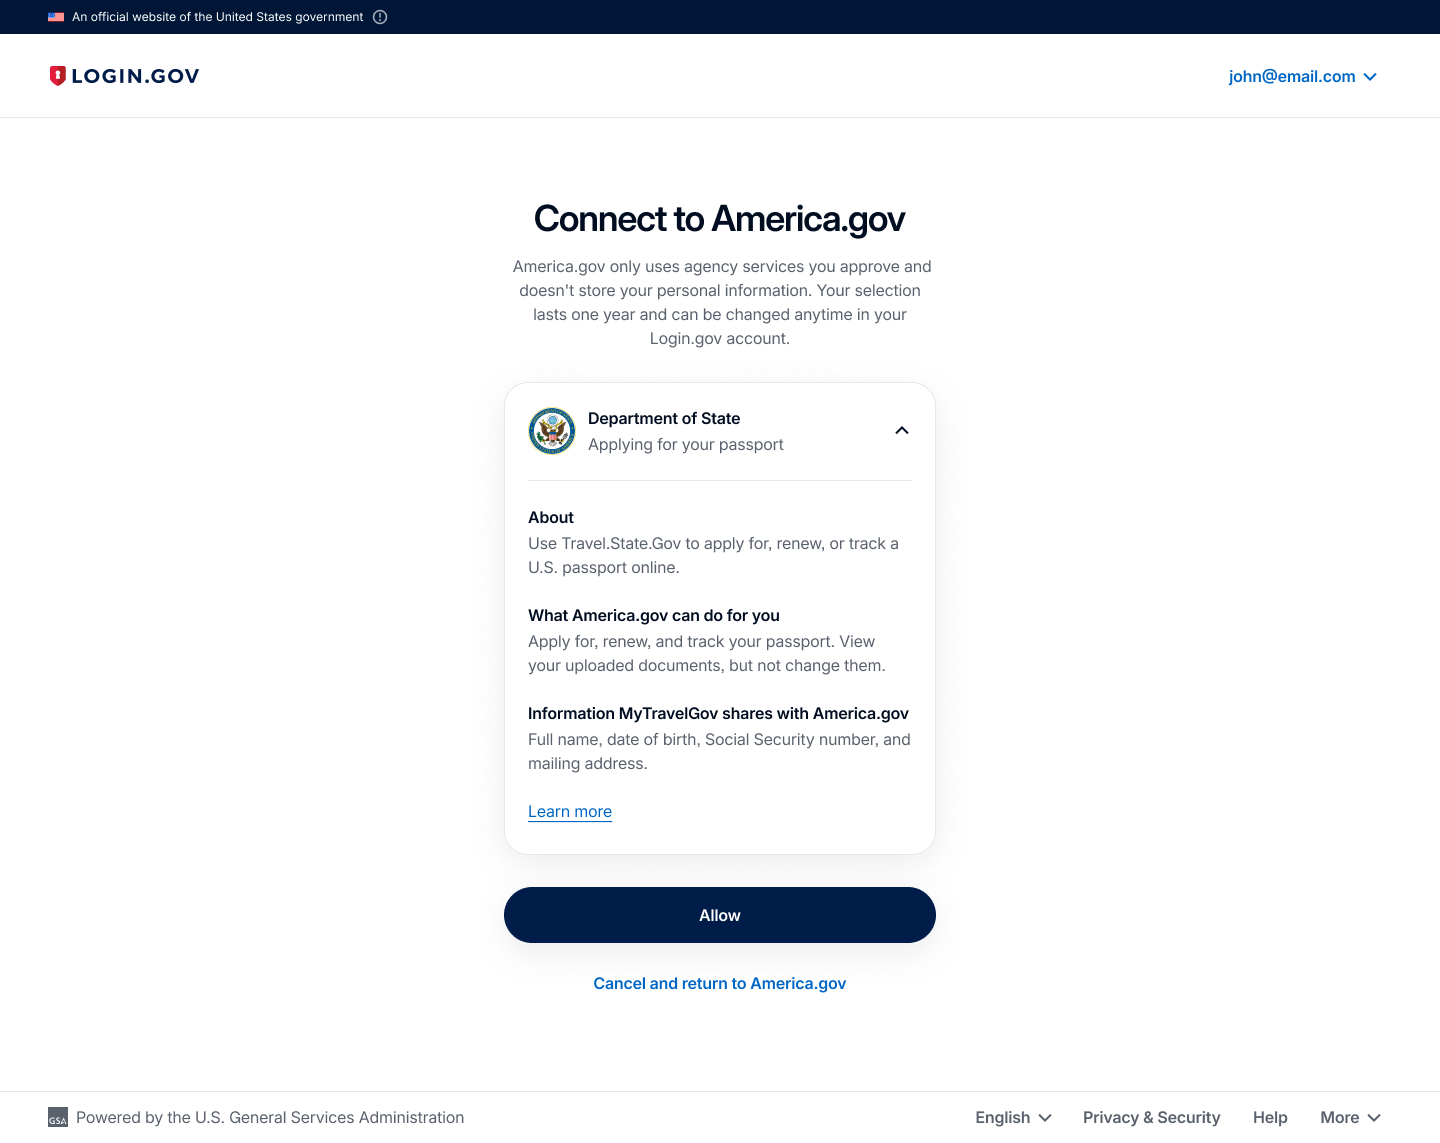 An official website of the United States government
LOGIN.GOV
john@email.com
Connect to America.gov
America.gov only uses agency services you approve and
doesn't store your personal information. Your selection
lasts one year and can be changed anytime in your
Login.gov account.
Department of State
Applying for your passport
About
Use Travel.State.Gov to apply for, renew, or track a
U.S. passport online.
What America.gov can do for you
Apply for, renew, and track your passport. View
your uploaded documents, but not change them.
Information MyTravelGov shares with America.gov
Full name, date of birth, Social Security number, and
mailing address.
Learn more
Allow
Cancel and return to America.gov
GSA
Powered by the U.S. General Services Administration
English
Privacy & Security
Help
More